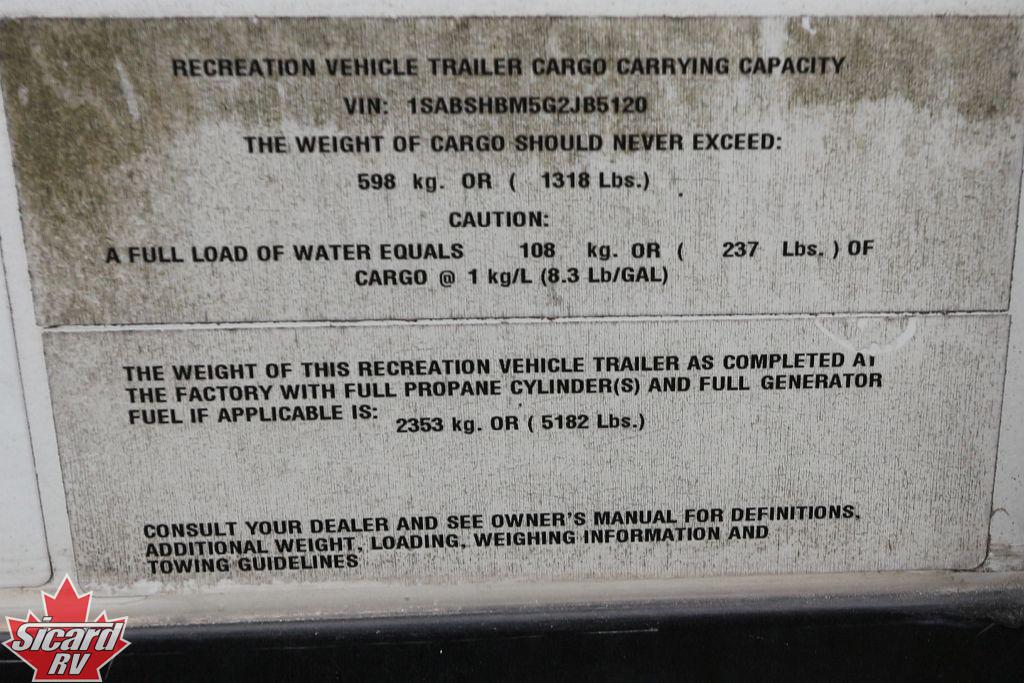 RECREATION VEHICLE TRAILER CARGO CARRYING CAPACITY
VIN: 1SABSHBM5G2JB5120
THE WEIGHT OF CARGO SHOULD NEVER EXCEED:
598 kg. OR ( 1318 Lbs.)
CAUTION:
A FULL LOAD OF WATER EQUALS 108 kg. OR ( 237 Lbs. ) OF
CARGO @ 1 kg/L (8.3 Lb/GAL)
THE WEIGHT OF THIS RECREATION VEHICLE TRAILER AS COMPLETED AT
THE FACTORY WITH FULL PROPANE CYLINDER(S) AND FULL GENERATOR
FUEL IF APPLICABLE IS:
2353 kg. OR ( 5182 Lbs.)
CONSULT YOUR DEALER AND SEE OWNER'S MANUAL FOR DEFINITIONS,
ADDITIONAL WEIGHT, LOADING, WEIGHING INFORMATION AND
TOWING GUIDELINES
Sicard
RV